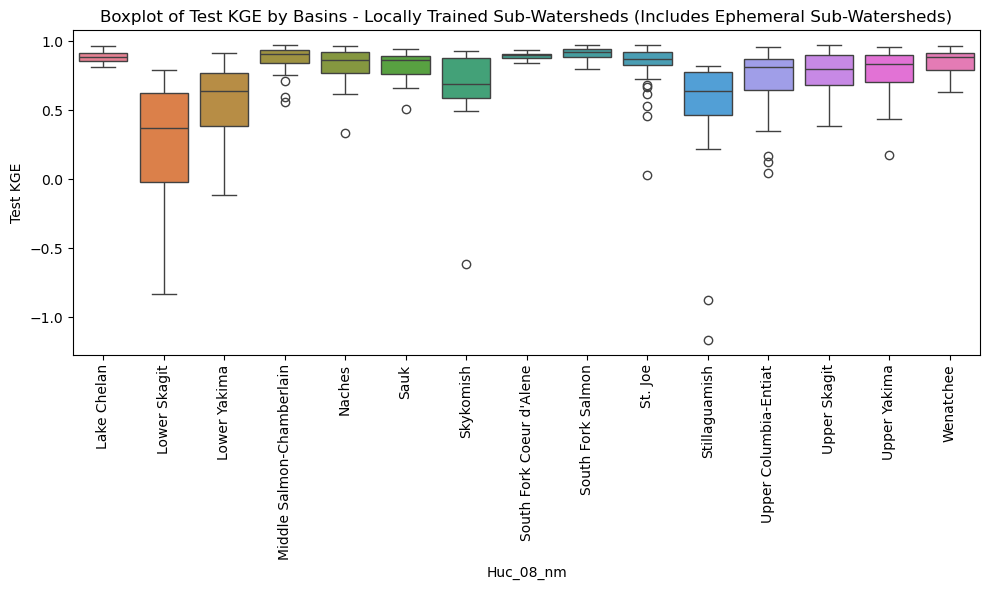 Boxplot of Test KGE by Basins - Locally Trained Sub-Watersheds (Includes Ephemeral Sub-Watersheds)
Test KGE
1.0
0.5
0.0
−0.5
−1.0
Lake Chelan
Lower Skagit
Lower Yakima
Middle Salmon-Chamberlain
Naches
Sauk
Skykomish
South Fork Coeur d'Alene
South Fork Salmon
St. Joe
Stillaguamish
Upper Columbia-Entiat
Upper Skagit
Upper Yakima
Wenatchee
Huc_08_nm